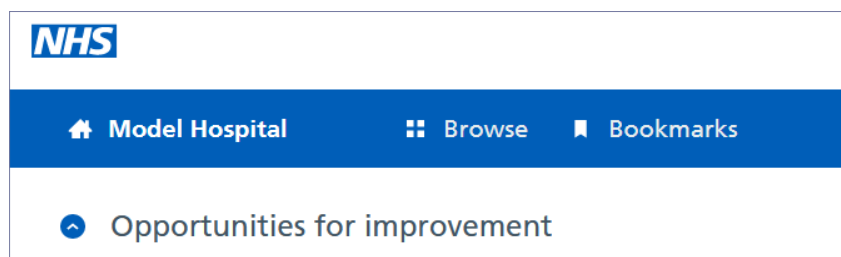 NHS
Model Hospital Browse Bookmarks
Opportunities for improvement